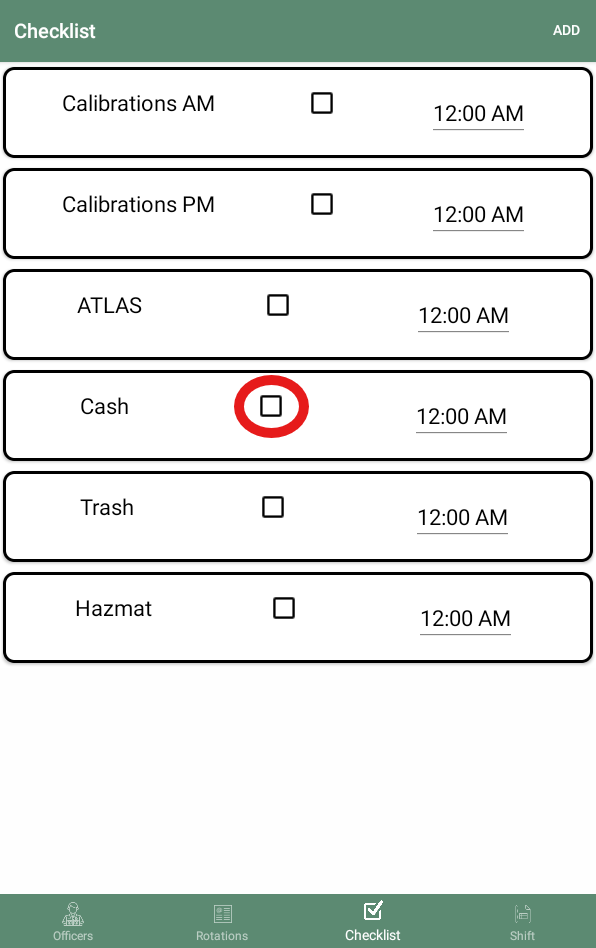 Checklist ADD
Calibrations AM 12:00 AM
Calibrations PM 12:00 AM
ATLAS 12:00 AM
Cash 12:00 AM
Trash 12:00 AM
Hazmat 12:00 AM
Officers Rotations Checklist Shift